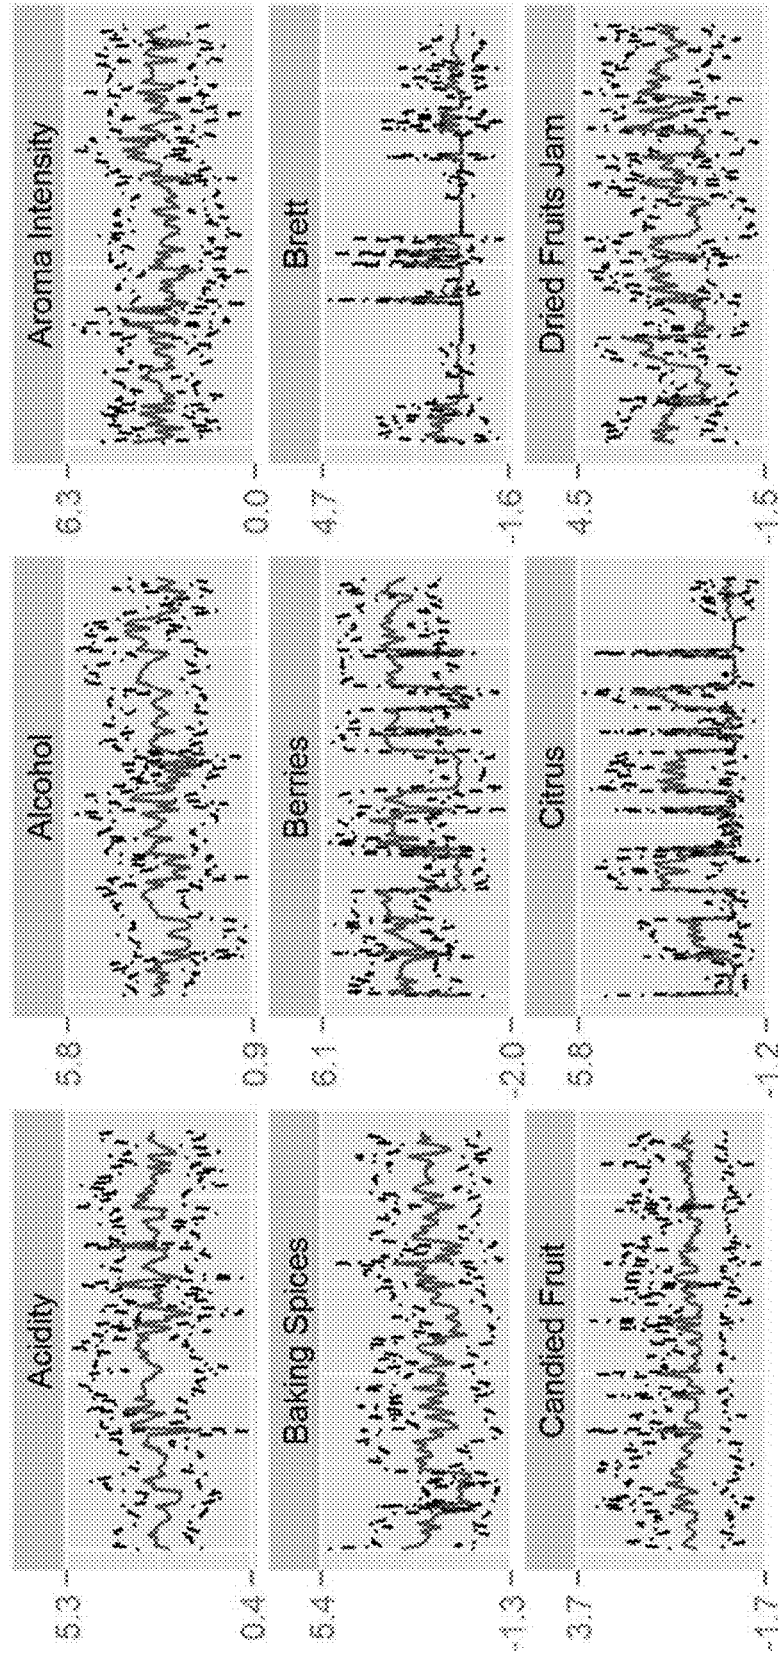 Acidity
Alcohol
Aroma Intensity
5.3
5.8
6.3
0.4
0.9
0.0
Baking Spices
Berries
Brett
5.4
6.1
4.7
-1.3
-2.0
-1.6
Candied Fruit
Citrus
Dried Fruits Jam
3.7
5.8
4.5
-1.7
-1.2
-1.5